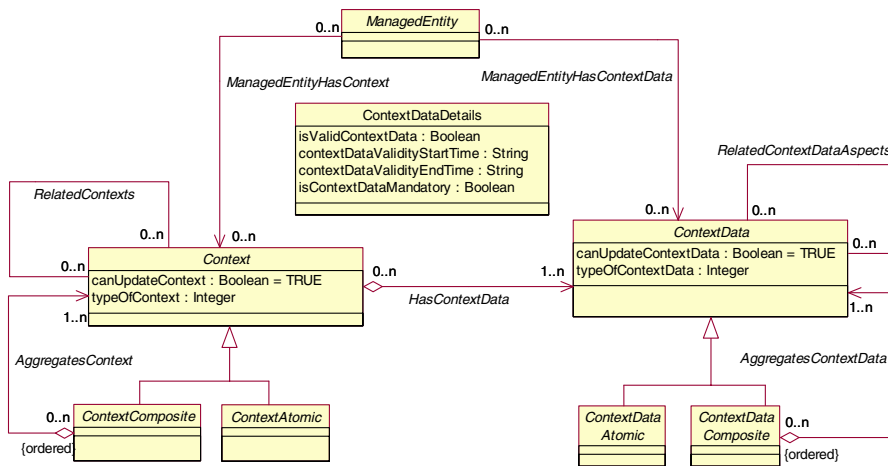 ManagedEntity
0..n
0..n
ManagedEntityHasContext
ManagedEntityHasContextData
ContextDataDetails
isValidContextData : Boolean
contextDataValidityStartTime : String
contextDataValidityEndTime : String
isContextDataMandatory : Boolean
RelatedContextDataAspects
RelatedContexts
0..n
0..n
0..n
0..n
Context
canUpdateContext : Boolean = TRUE
typeOfContext : Integer
0..n
1..n
0..n
HasContextData
1..n
ContextData
canUpdateContextData : Boolean = TRUE
typeOfContextData : Integer
0..n
1..n
AggregatesContext
AggregatesContextData
0..n
{ordered}
ContextComposite
ContextAtomic
ContextData
Atomic
ContextData
Composite
0..n
{ordered}